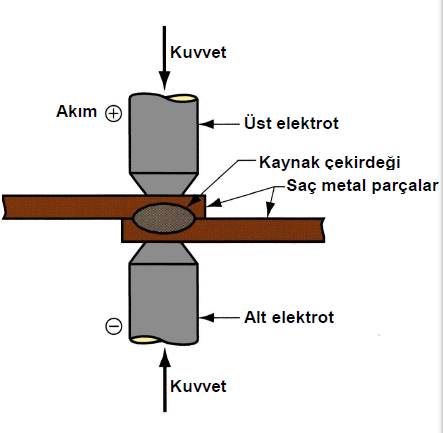 Kuvvet
Akım +
Üst elektrot
Kaynak çekirdeği
Saç metal parçalar
−
Alt elektrot
Kuvvet